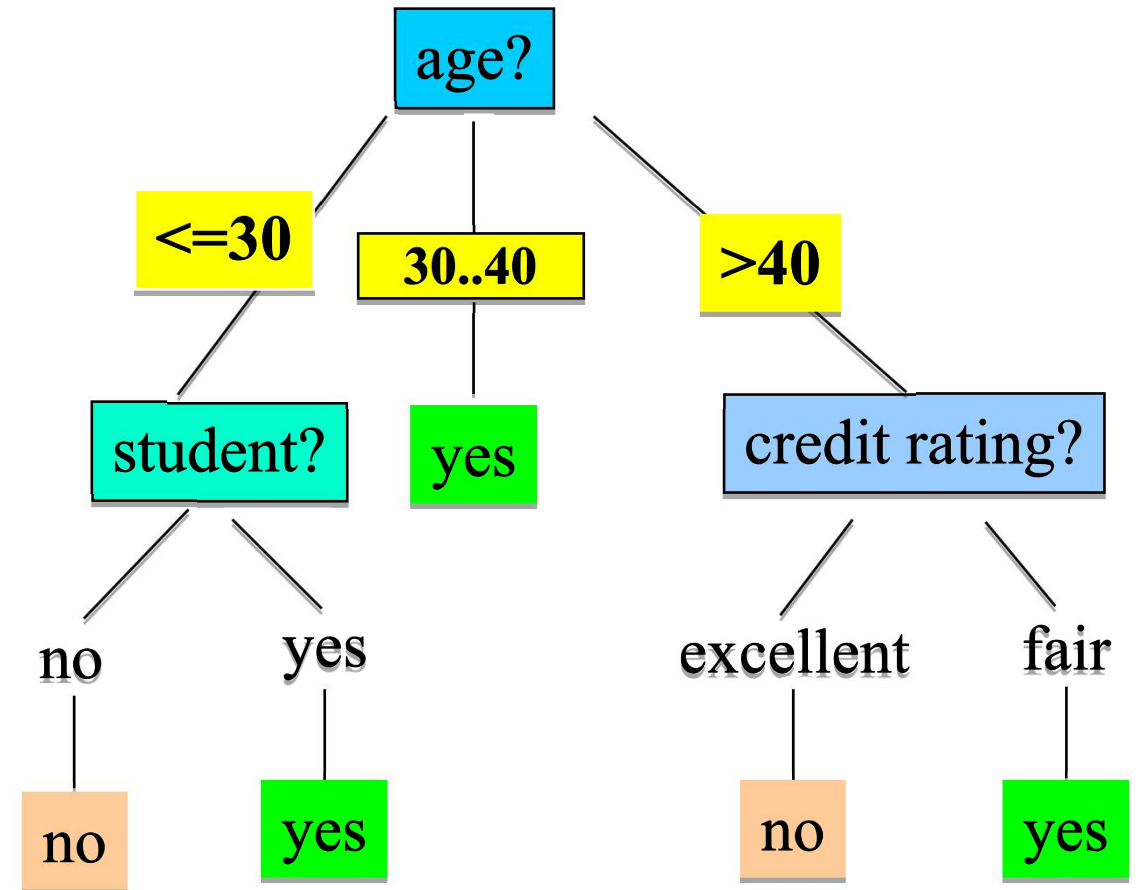 age?
<=30
30..40
>40
student?
yes
credit rating?
no
yes
excellent
fair
no
yes
no
yes